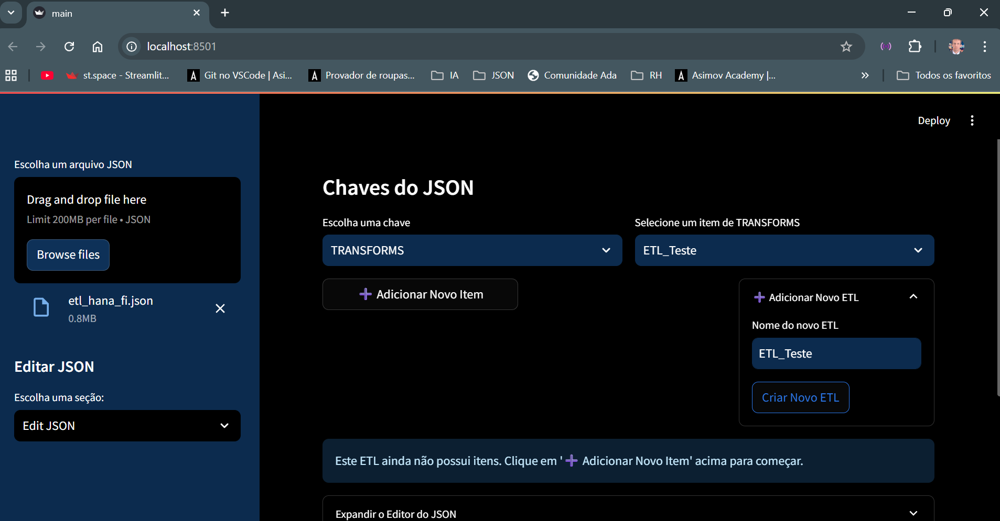 main
localhost:8501
st.space - Streamlit...
Git no VSCode | Asi...
Provador de roupas...
IA
JSON
Comunidade Ada
RH
Asimov Academy |...
Todos os favoritos
Deploy
Escolha um arquivo JSON
Drag and drop file here
Limit 200MB per file • JSON
Browse files
etl_hana_fi.json
0.8MB
Editar JSON
Escolha uma seção:
Edit JSON
Chaves do JSON
Escolha uma chave
TRANSFORMS
Selecione um item de TRANSFORMS
ETL_Teste
➕ Adicionar Novo Item
➕ Adicionar Novo ETL
Nome do novo ETL
ETL_Teste
Criar Novo ETL
Este ETL ainda não possui itens. Clique em '➕ Adicionar Novo Item' acima para começar.
Expandir o Editor do JSON